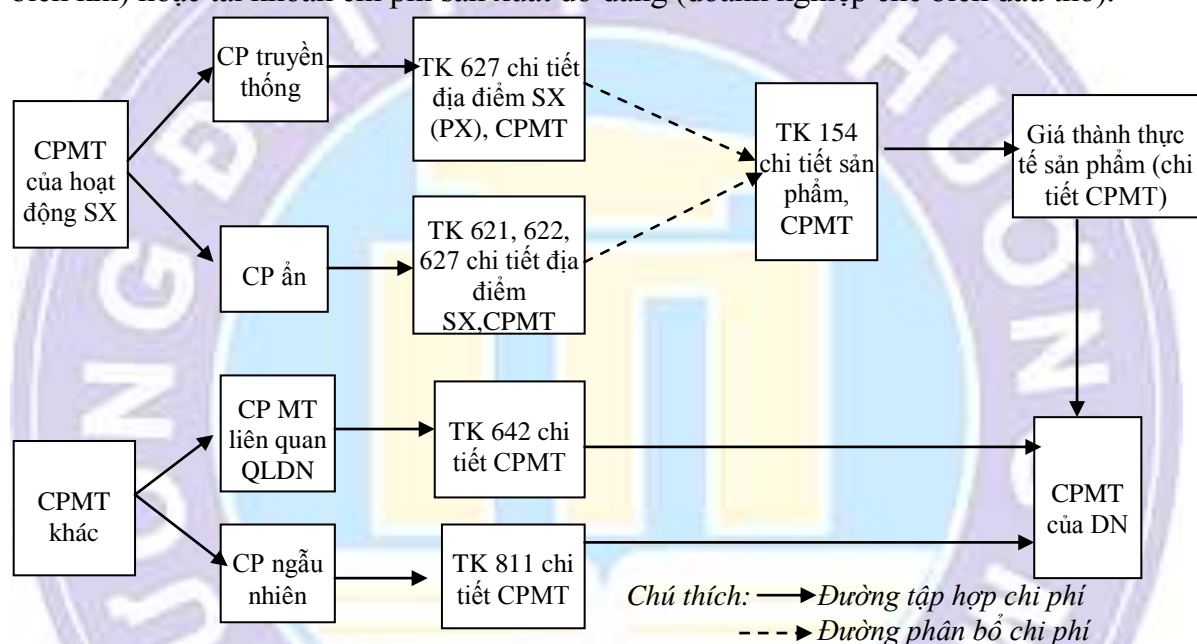 biến khí) hoặc tài khoản chi phí sản xuất dở dang (doanh nghiệp chế biến dầu thô).
CPMT
của hoạt
động SX
CP truyền
thống
TK 627 chi tiết
địa điểm SX
(PX), CPMT
CP ẩn
TK 621, 622,
627 chi tiết địa
điểm
SX,CPMT
TK 154
chi tiết sản
phẩm,
CPMT
Giá thành thực
tế sản phẩm (chi
tiết CPMT)
CPMT
khác
CP MT
liên quan
QLDN
TK 642 chi
tiết CPMT
CP ngẫu
nhiên
TK 811 chi
tiết CPMT
CPMT
của DN
Chú thích: Đường tập hợp chi phí
Đường phân bổ chi phí